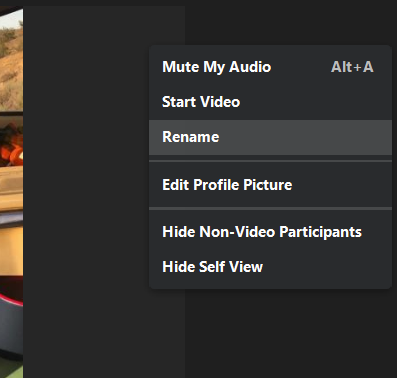 Mute My Audio Alt+A
Start Video
Rename
Edit Profile Picture
Hide Non-Video Participants
Hide Self View